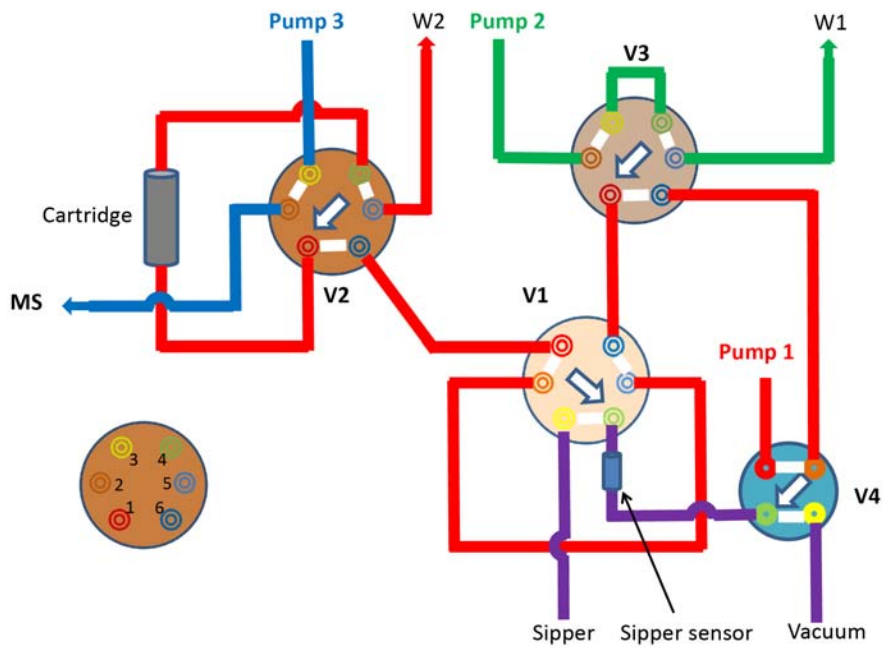 Pump 3
W2
Pump 2
W1
V3
Cartridge
MS
V2
V1
Pump 1
3
4
2
5
1
6
V4
Sipper
Sipper sensor
Vacuum